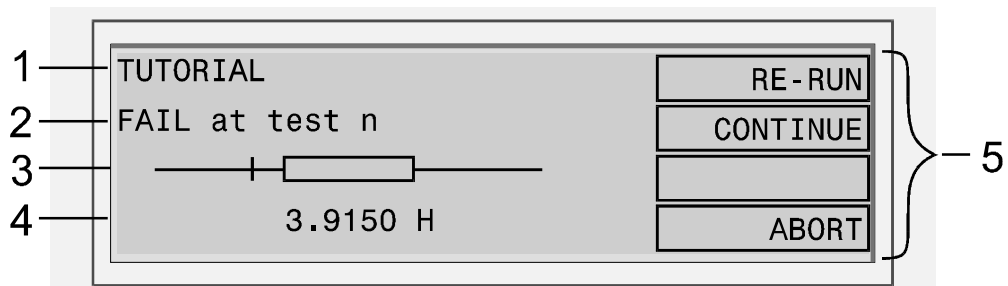 1 TUTORIAL RE-RUN
2 FAIL at test n CONTINUE
3 5
4 3.9150 H ABORT